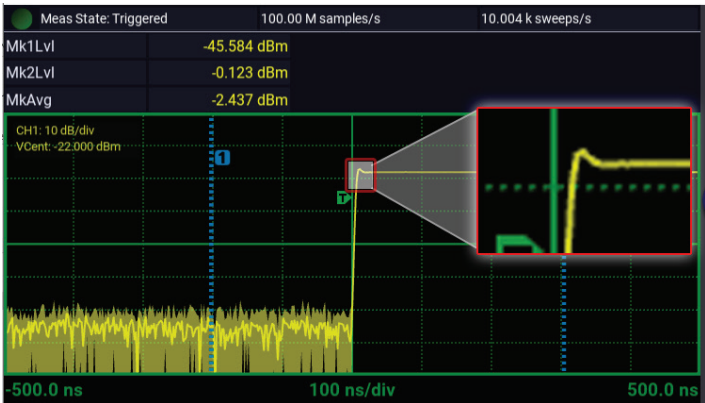 Meas State: Triggered 100.00 M samples/s 10.004 k sweeps/s
Mk1Lvl -45.584 dBm
Mk2Lvl -0.123 dBm
MkAvg -2.437 dBm
CH1: 10 dB/div
VCent: -22.000 dBm
1
T
-500.0 ns 100 ns/div 500.0 ns